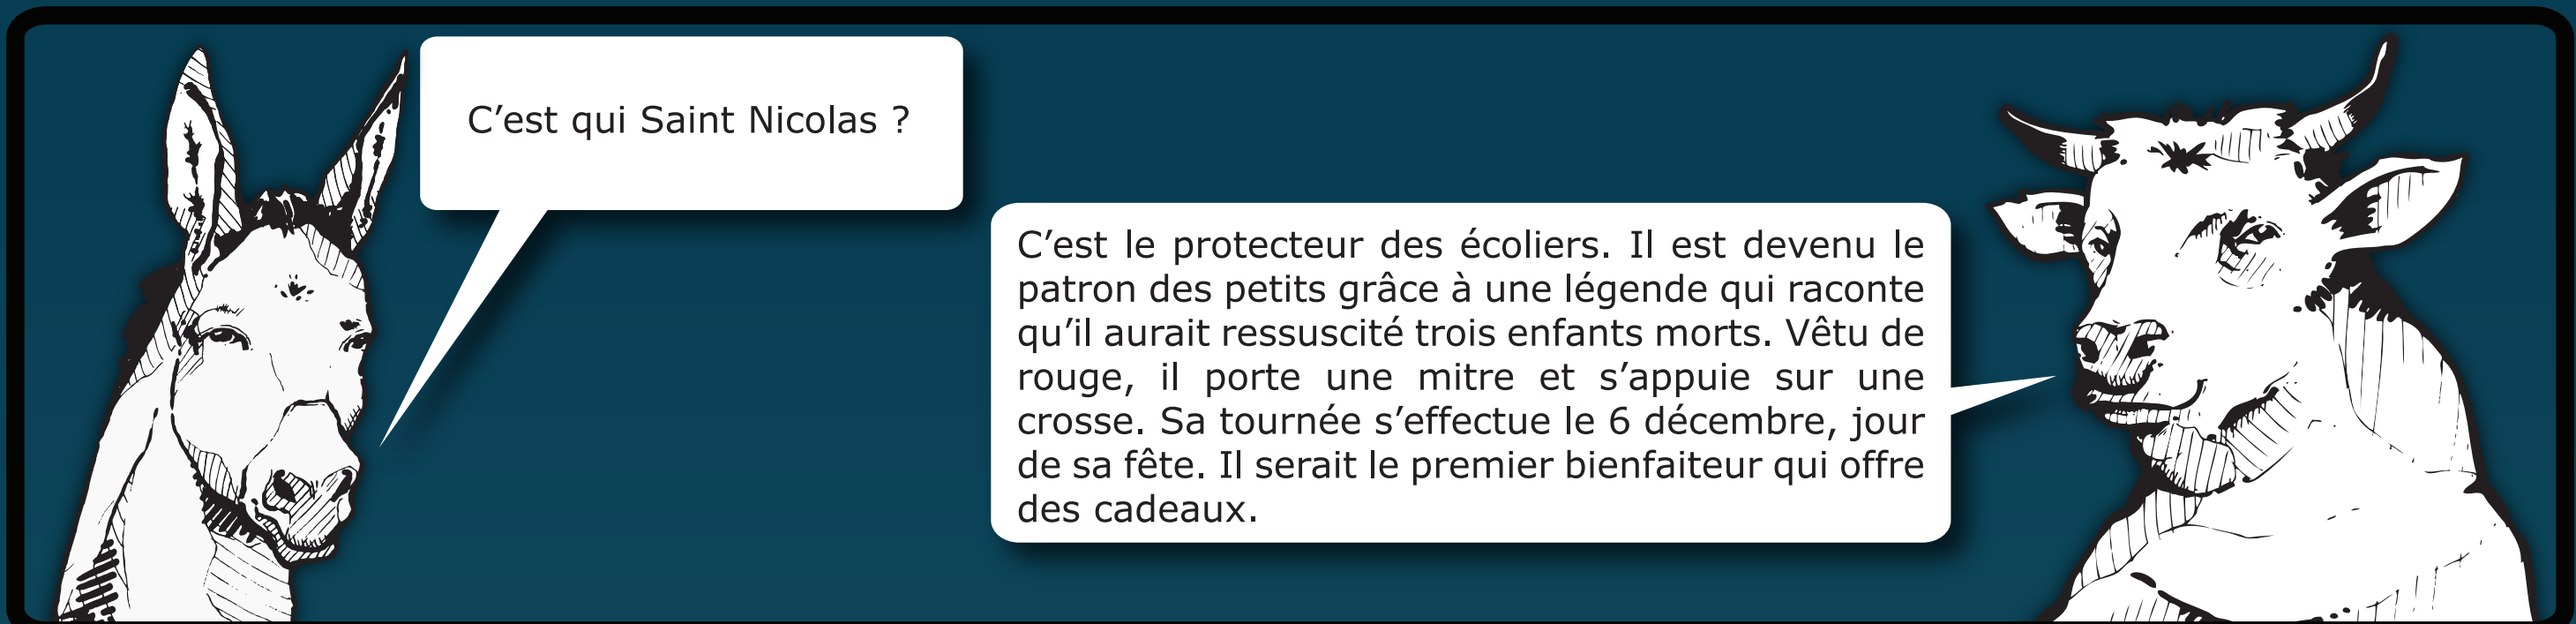 C’est qui Saint Nicolas ?
C’est le protecteur des écoliers. Il est devenu le
patron des petits grâce à une légende qui raconte
qu’il aurait ressuscité trois enfants morts. Vêtu de
rouge, il porte une mitre et s’appuie sur une
crosse. Sa tournée s’effectue le 6 décembre, jour
de sa fête. Il serait le premier bienfaiteur qui offre
des cadeaux.